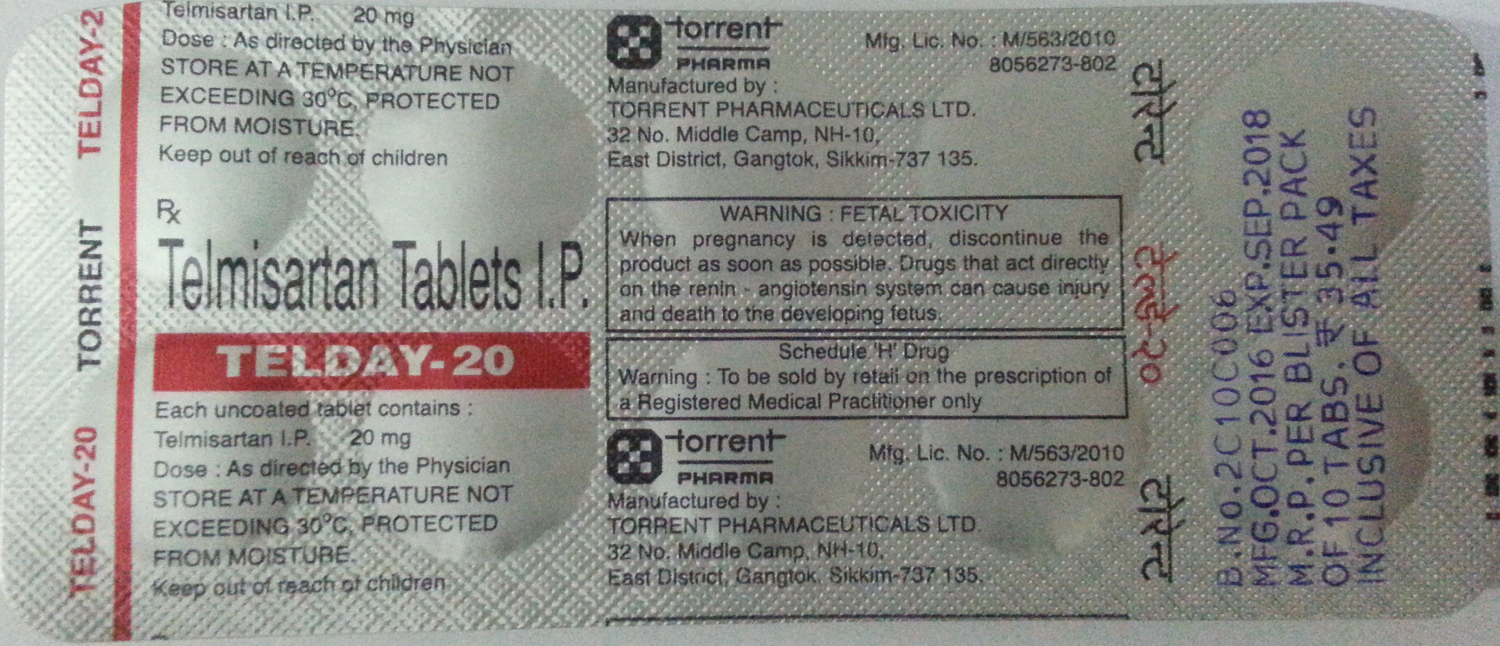 TELDAY-20 TORRENT TELDAY-2
Telmisartan I.P. 20 mg
Dose : As directed by the Physician
STORE AT A TEMPERATURE NOT
EXCEEDING 30°C, PROTECTED
FROM MOISTURE.
Keep out of reach of children
Rx
Telmisartan Tablets I.P.
TELDAY-20
Each uncoated tablet contains :
Telmisartan I.P. 20 mg
Dose : As directed by the Physician
STORE AT A TEMPERATURE NOT
EXCEEDING 30°C, PROTECTED
FROM MOISTURE.
Keep out of reach of children
torrent
PHARMA
Mfg. Lic. No. : M/563/2010
8056273-802
Manufactured by :
TORRENT PHARMACEUTICALS LTD.
32 No. Middle Camp, NH-10,
East District, Gangtok, Sikkim-737 135.
WARNING : FETAL TOXICITY
When pregnancy is detected, discontinue the
product as soon as possible. Drugs that act directly
on the renin - angiotensin system can cause injury
and death to the developing fetus.
Schedule 'H' Drug
Warning : To be sold by retail on the prescription of
a Registered Medical Practitioner only
torrent
PHARMA
Mfg. Lic. No. : M/563/2010
8056273-802
Manufactured by :
TORRENT PHARMACEUTICALS LTD.
32 No. Middle Camp, NH-10,
East District, Gangtok, Sikkim-737 135.
टोरेन्ट टेल्डे-२० टोरेन्ट
B.No.2C10C006
MFG.OCT.2016 EXP.SEP.2018
M.R.P. PER BLISTER PACK
OF 10 TABS. ₹ 35.49
INCLUSIVE OF ALL TAXES